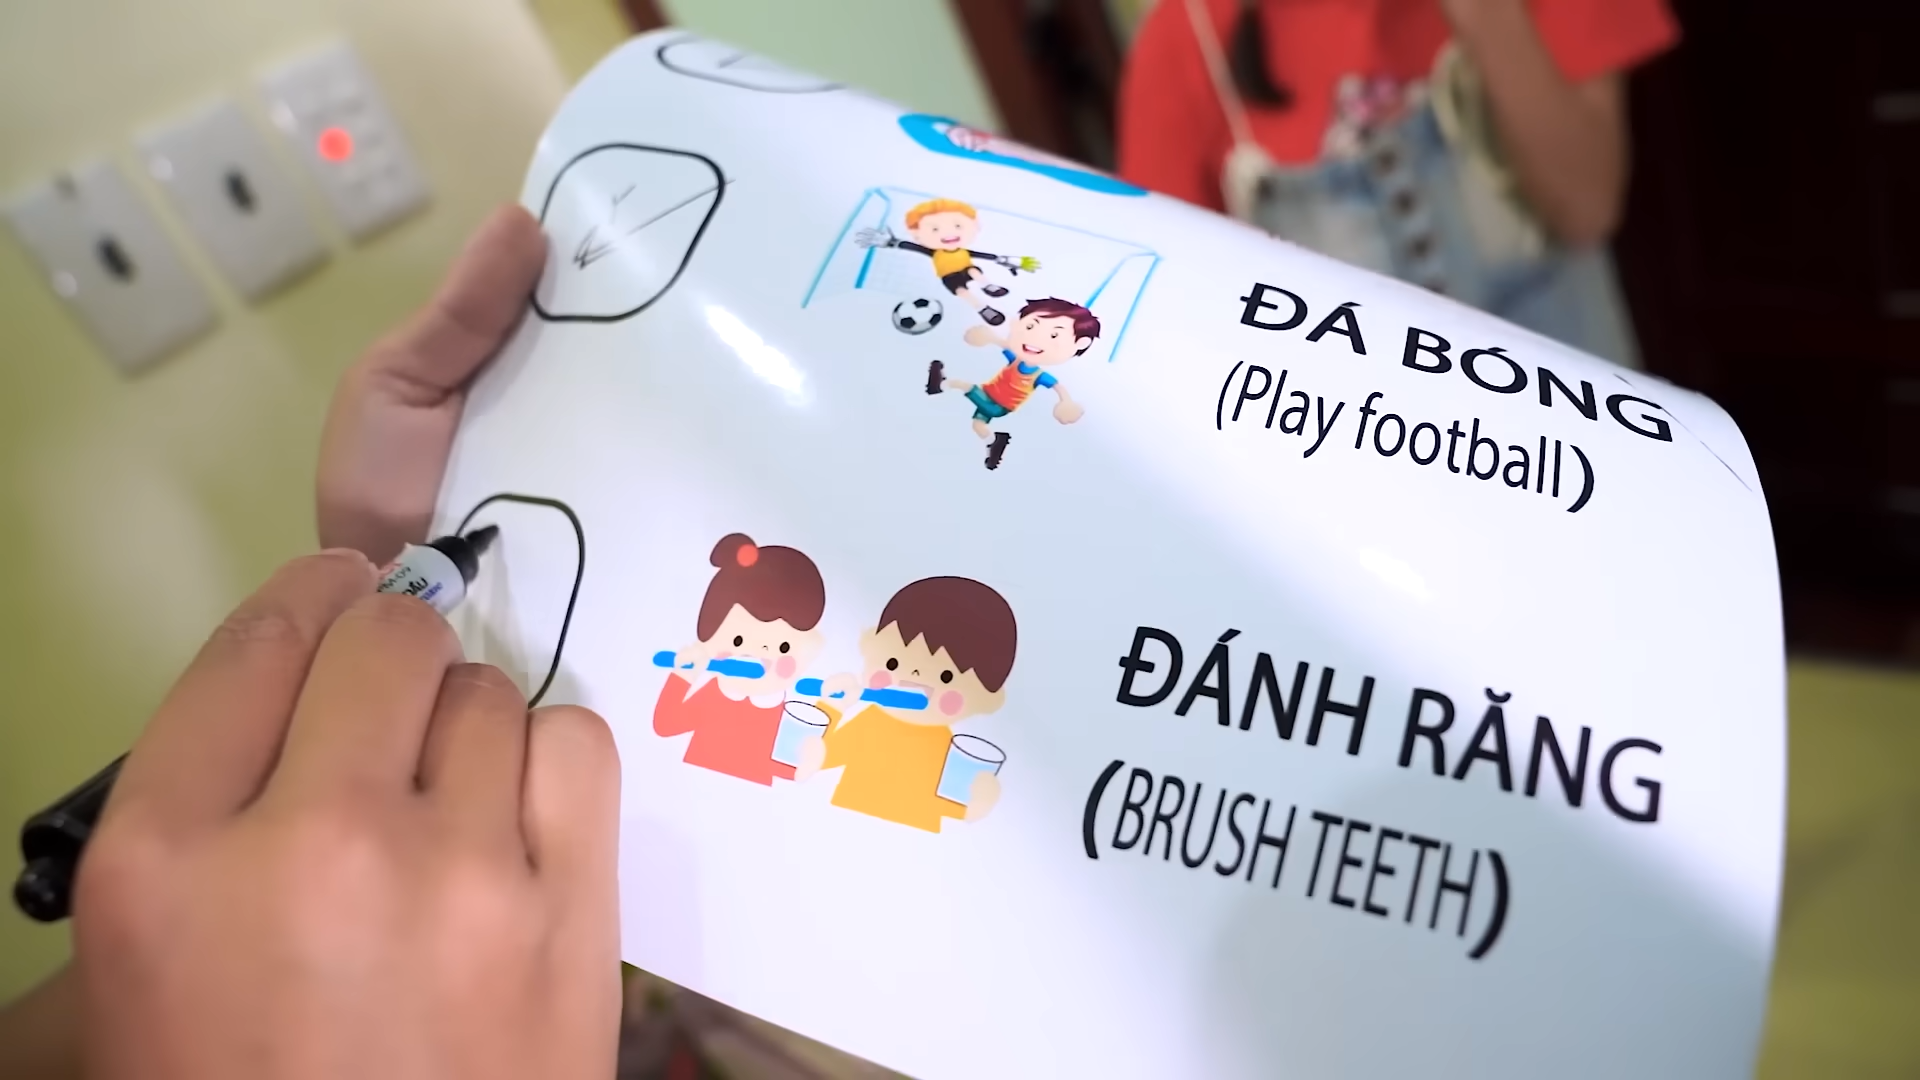 ĐÁ BÓNG
(Play football)
ĐÁNH RĂNG
(BRUSH TEETH)